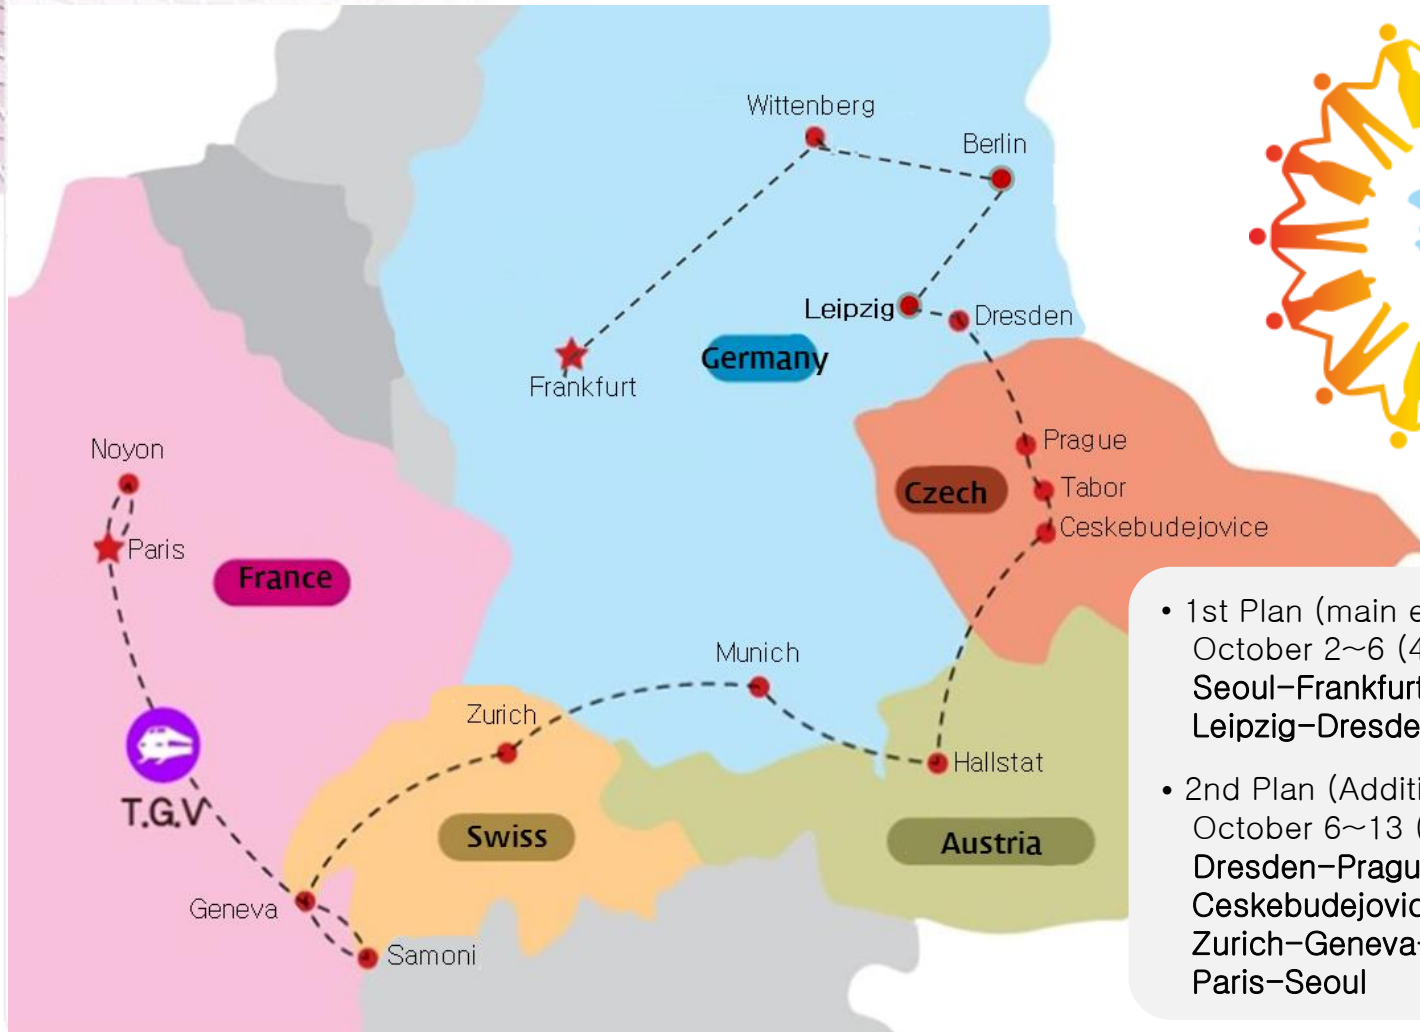 Wittenberg
Berlin
Leipzig
Dresden
Germany
Frankfurt
Noyon
Prague
Czech
Tabor
Ceskebudejovice
Paris
France
Munich
Zurich
Hallstat
T.G.V
Swiss
Austria
Geneva
Samoni
• 1st Plan (main e
October 2~6 (4
Seoul-Frankfurt
Leipzig-Dresde
• 2nd Plan (Additi
October 6~13 (
Dresden-Pragu
Ceskebudejovic
Zurich-Geneva-
Paris-Seoul